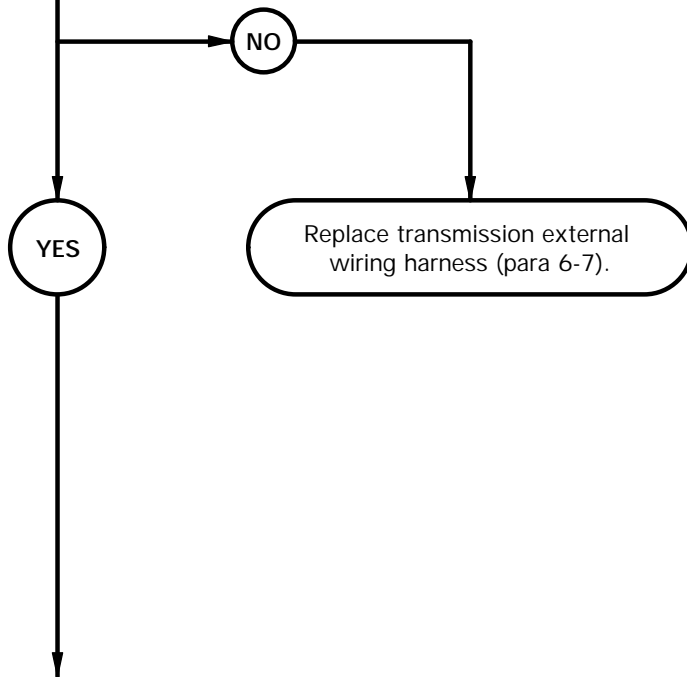 NO
YES
Replace transmission external
wiring harness (para 6-7).